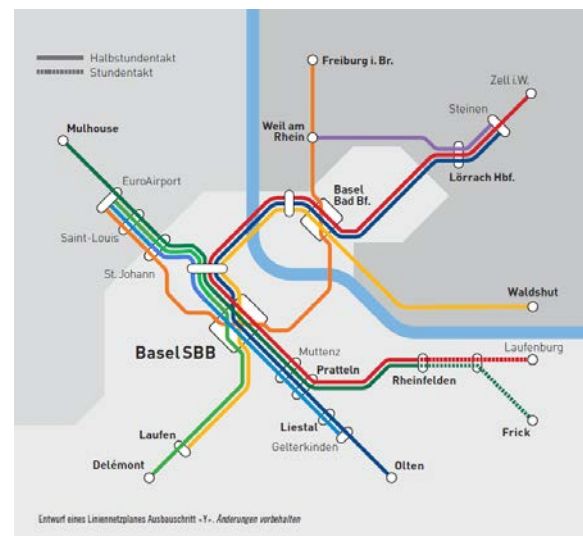 Halbstundentakt
Stundentakt
Freiburg i. Br.
Zell i.W.
Steinen
Mulhouse
Weil am
Rhein
EuroAirport
Lörrach Hbf.
Basel
Bad Bf.
Saint-Louis
St. Johann
Waldshut
Basel SBB
Muttenz
Laufenburg
Pratteln
Rheinfelden
Laufen
Liestal
Gelterkinden
Frick
Delémont
Olten
Entwurf eines Liniennetzplanes Ausbauschritt «Y». Änderungen vorbehalten